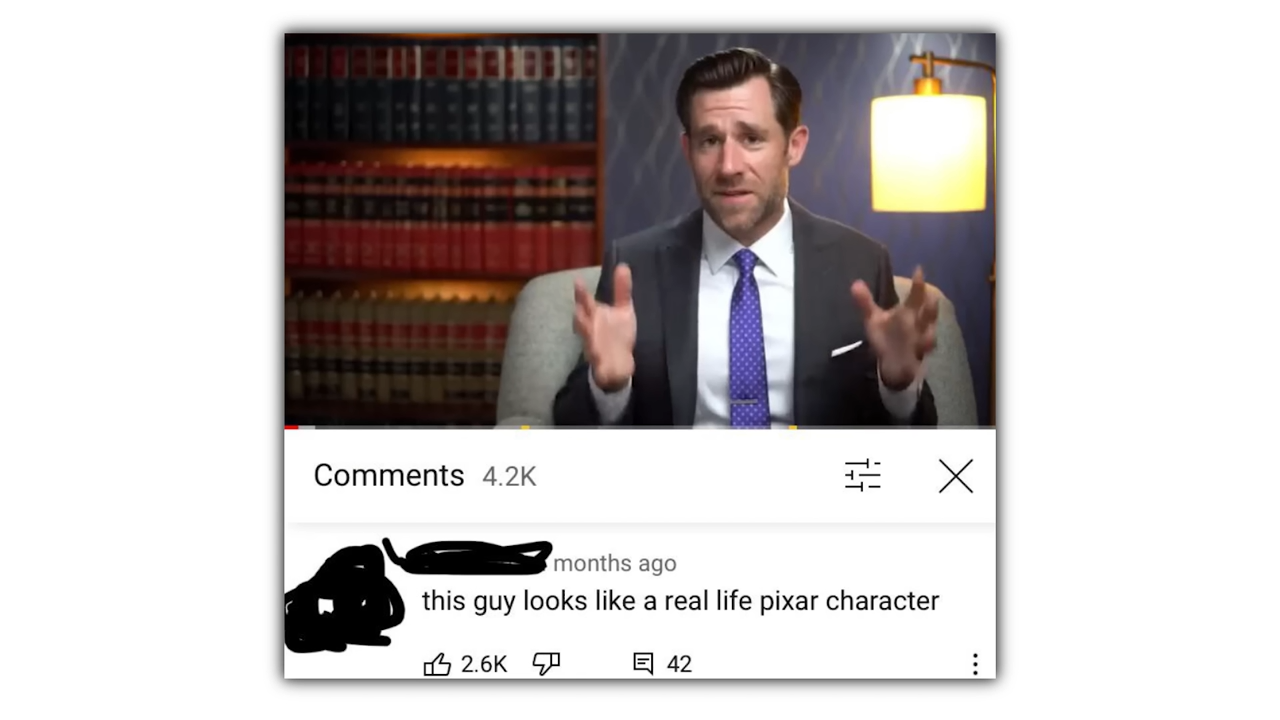 Comments 4.2K
months ago
this guy looks like a real life pixar character
2.6K 42